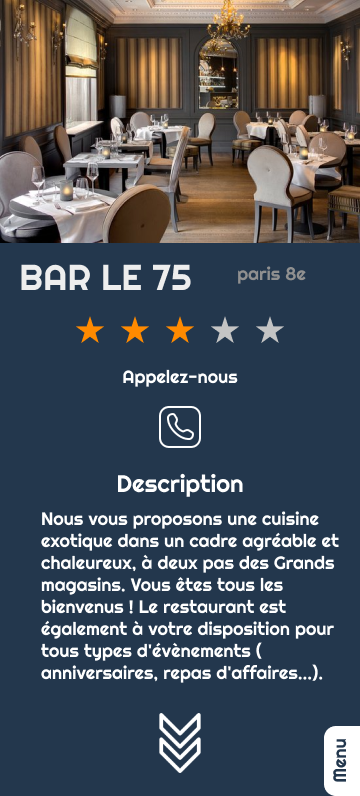 BAR LE 75 paris 8e
Appelez-nous
Description
Nous vous proposons une cuisine
exotique dans un cadre agréable et
chaleureux, à deux pas des Grands
magasins. Vous êtes tous les
bienvenus ! Le restaurant est
également à votre disposition pour
tous types d'évènements (
anniversaires, repas d'affaires...).
Menu